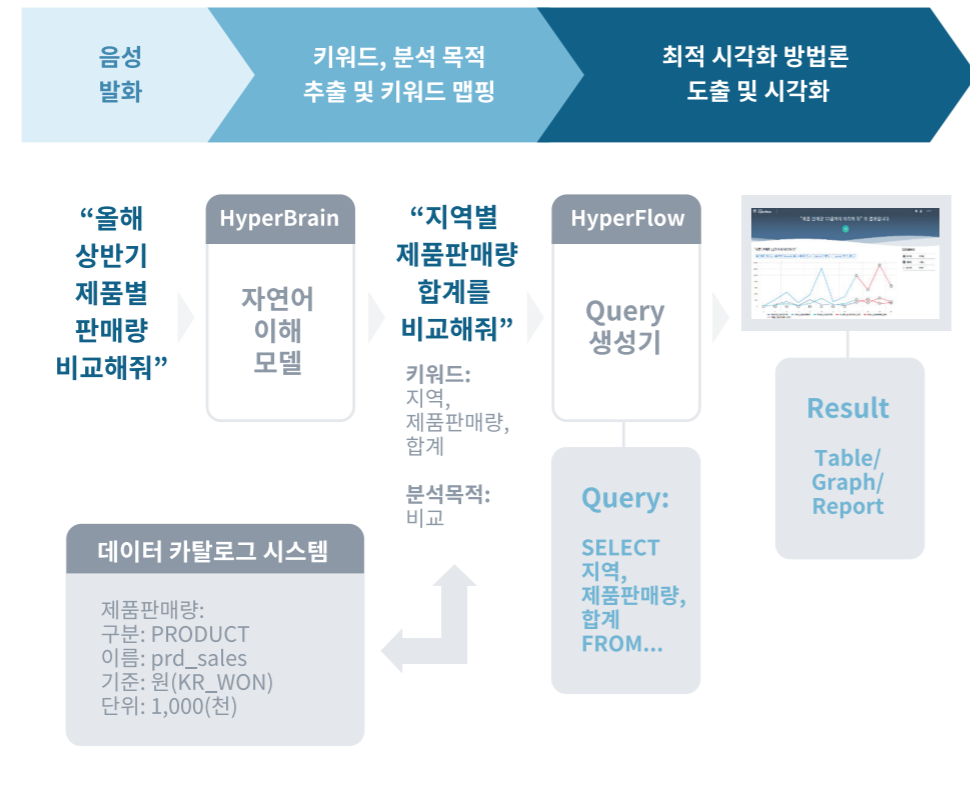 음성
발화
키워드, 분석 목적
추출 및 키워드 맵핑
최적 시각화 방법론
도출 및 시각화
“올해
상반기
제품별
판매량
비교해줘”
HyperBrain
자연어
이해
모델
“지역별
제품판매량
합계를
비교해줘”
키워드:
지역,
제품판매량,
합계
분석목적:
비교
HyperFlow
Query
생성기
Query:
SELECT
지역,
제품판매량,
합계
FROM...
Result
Table/
Graph/
Report
데이터 카탈로그 시스템
제품판매량:
구분: PRODUCT
이름: prd_sales
기준: 원(KR_WON)
단위: 1,000(천)